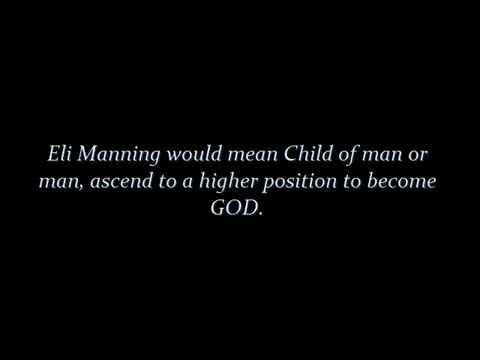 Eli Manning would mean Child of man or
man, ascend to a higher position to become
GOD.